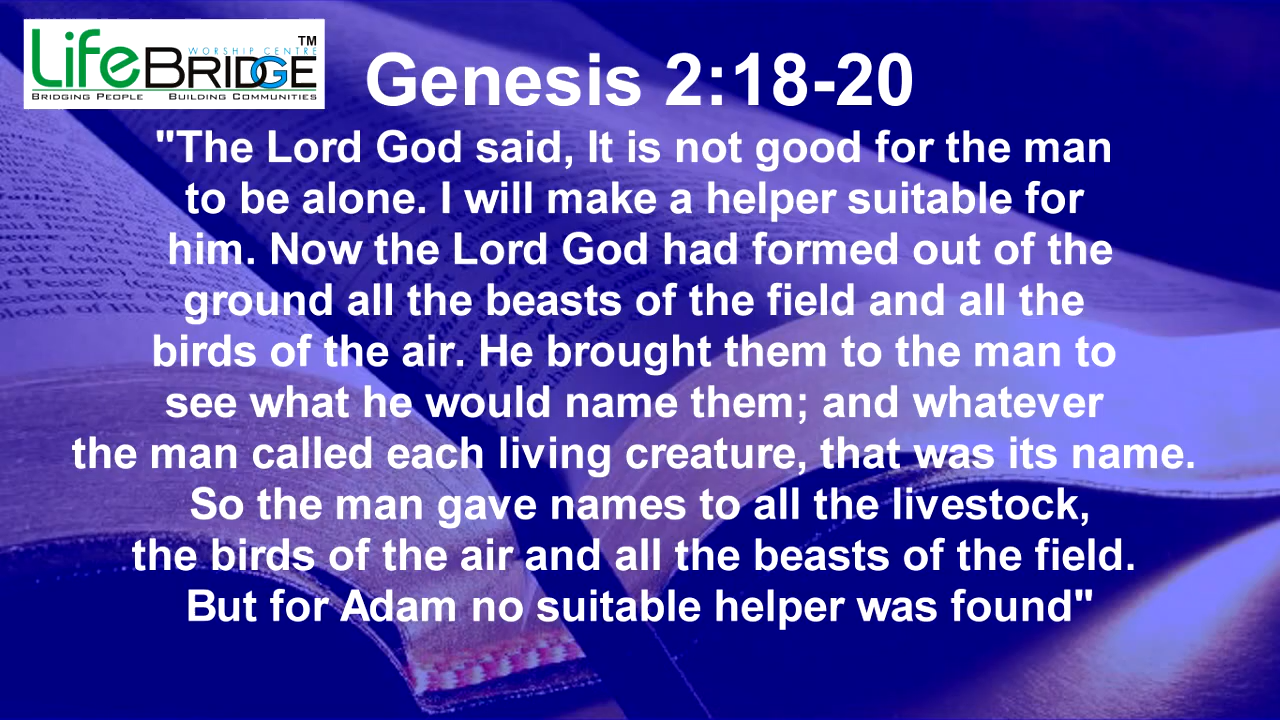 LifeBRIDGE™
WORSHIP CENTRE
BRIDGING PEOPLE BUILDING COMMUNITIES
Genesis 2:18-20
"The Lord God said, It is not good for the man
to be alone. I will make a helper suitable for
him. Now the Lord God had formed out of the
ground all the beasts of the field and all the
birds of the air. He brought them to the man to
see what he would name them; and whatever
the man called each living creature, that was its name.
So the man gave names to all the livestock,
the birds of the air and all the beasts of the field.
But for Adam no suitable helper was found"